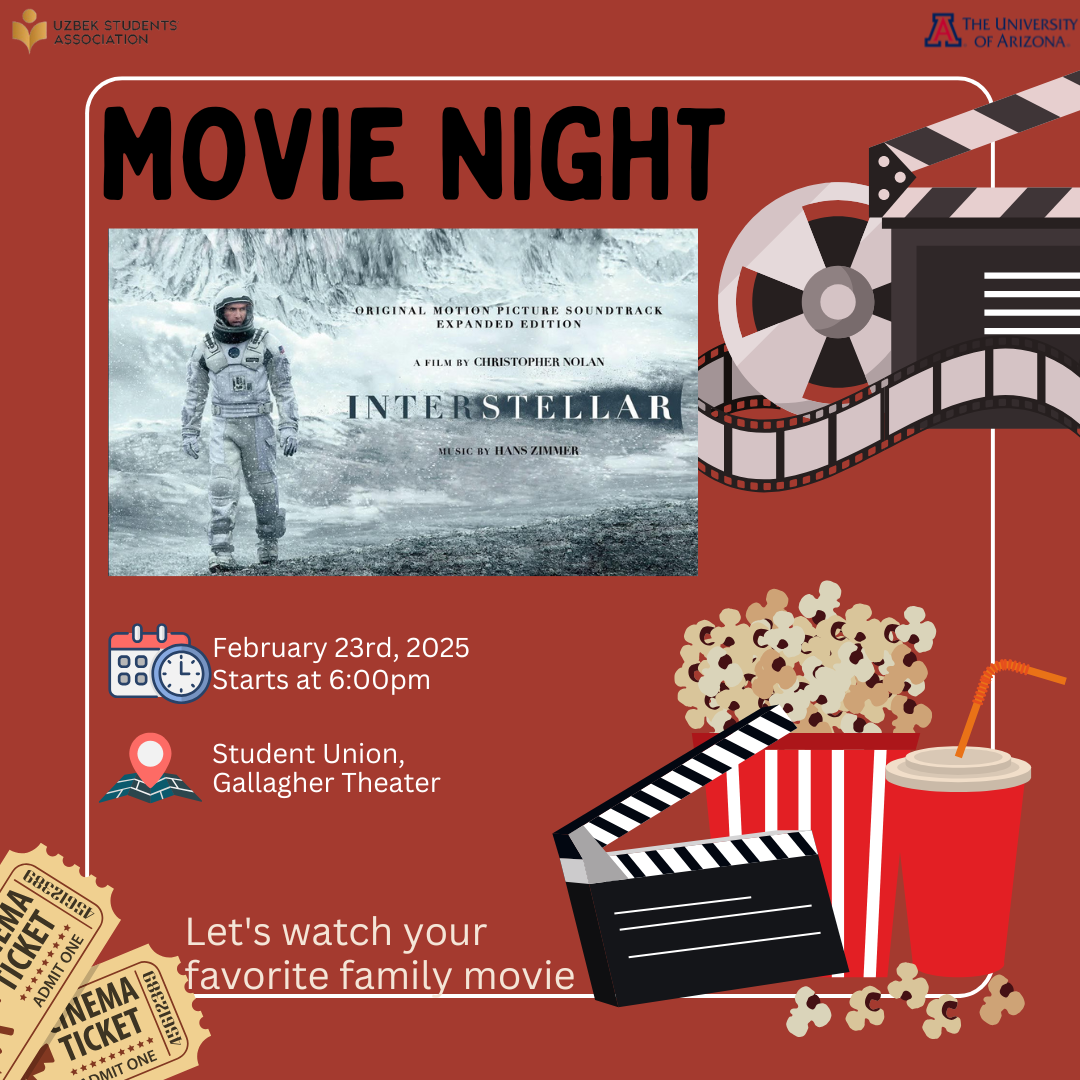 UZBEK STUDENTS
ASSOCIATION
THE UNIVERSITY
OF ARIZONA
MOVIE NIGHT
ORIGINAL MOTION PICTURE SOUNDTRACK
EXPANDED EDITION
A FILM BY CHRISTOPHER NOLAN
INTERSTELLAR
MUSIC BY HANS ZIMMER
February 23rd, 2025
Starts at 6:00pm
Student Union,
Gallagher Theater
Let's watch your
favorite family movie
TICKET
ADMIT ONE
CINEMA
TICKET
ADMIT ONE